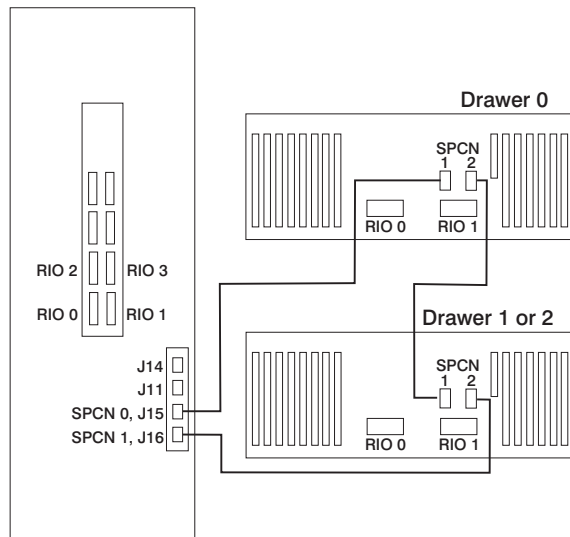 Drawer 0
SPCN
1 2
RIO 0 RIO 1
RIO 2 RIO 3
RIO 0 RIO 1
Drawer 1 or 2
J14
J11
SPCN 0, J15
SPCN 1, J16
SPCN
1 2
RIO 0 RIO 1